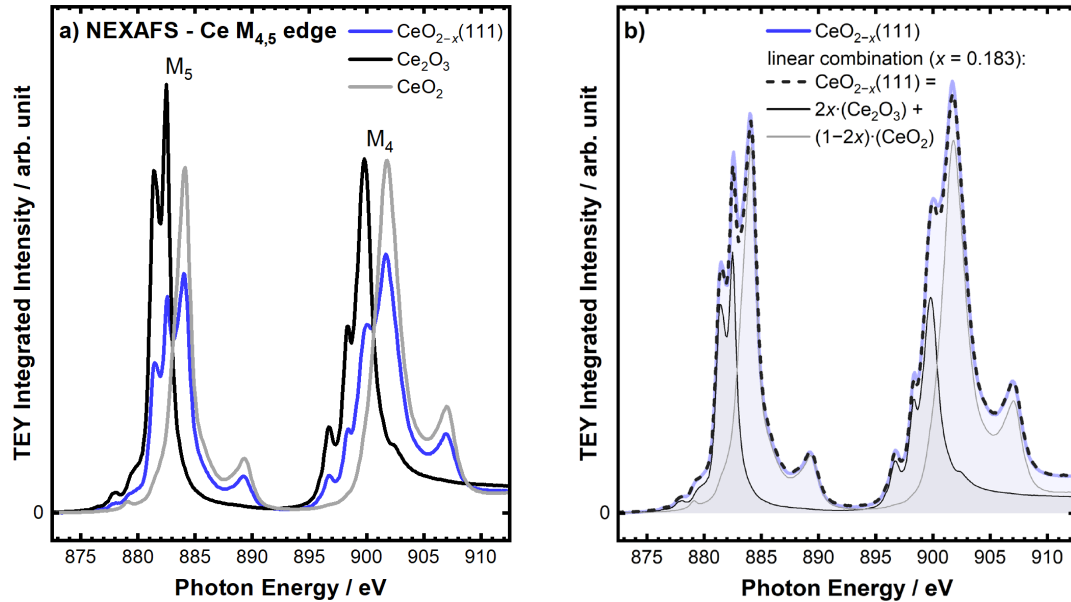 a) NEXAFS - Ce M₄,₅ edge
CeO₂₋ₓ(111)
Ce₂O₃
CeO₂
M₅
M₄
TEY Integrated Intensity / arb. unit
0
875 880 885 890 895 900 905 910
Photon Energy / eV
b)
CeO₂₋ₓ(111)
linear combination (x = 0.183):
CeO₂₋ₓ(111) =
2x·(Ce₂O₃) +
(1−2x)·(CeO₂)
TEY Integrated Intensity / arb. unit
0
875 880 885 890 895 900 905 910
Photon Energy / eV